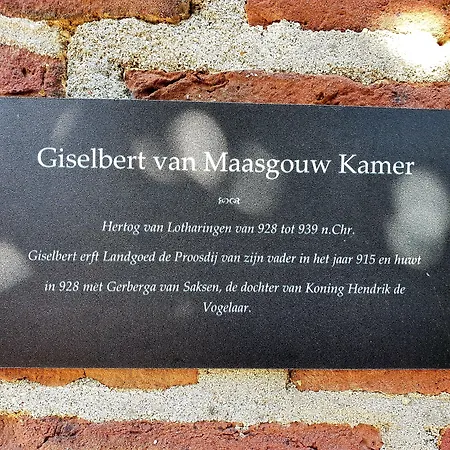 Giselbert van Maasgouw Kamer
Hertog van Lotharingen van 928 tot 939 n.Chr.
Giselbert erft Landgoed de Proosdij van zijn vader in het jaar 915 en huwt
in 928 met Gerberga van Saksen, de dochter van Koning Hendrik de
Vogelaar.